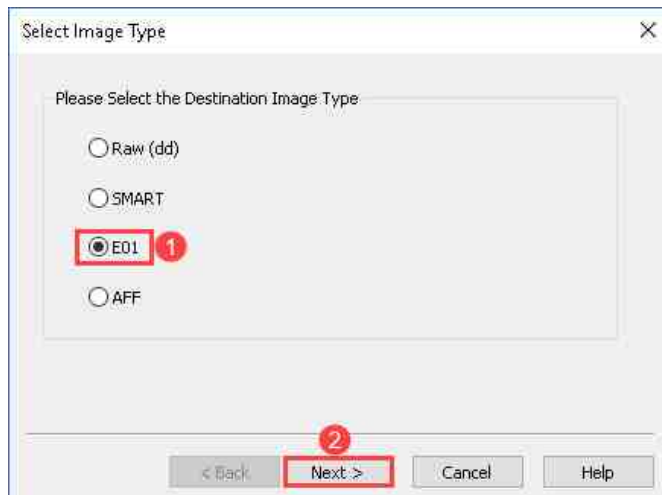 Select Image Type
Please Select the Destination Image Type
Raw (dd)
SMART
E01 1
AFF
2
< Back Next > Cancel Help